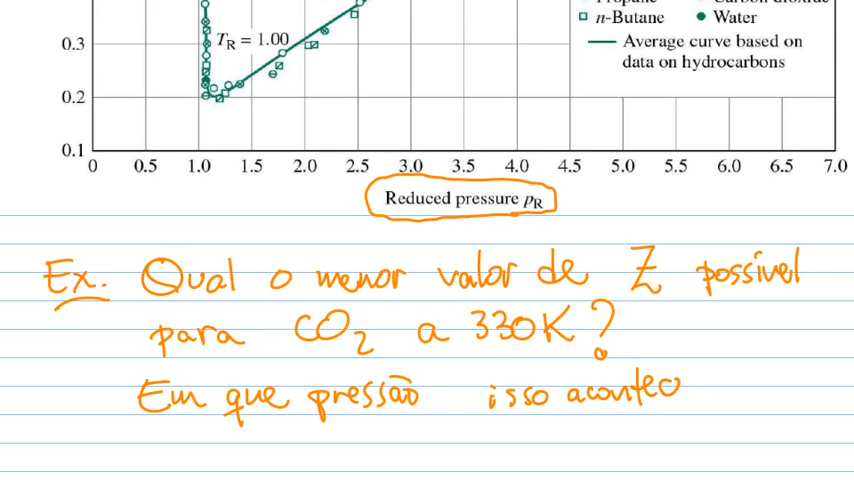 n-Butane
Water
0.3
T_R = 1.00
Average curve based on
data on hydrocarbons
0.2
0.1
0 0.5 1.0 1.5 2.0 2.5 3.0 3.5 4.0 4.5 5.0 5.5 6.0 6.5 7.0
Reduced pressure p_R
Ex. Qual o menor valor de Z possível
para CO₂ a 330K?
Em que pressão isso aconteo